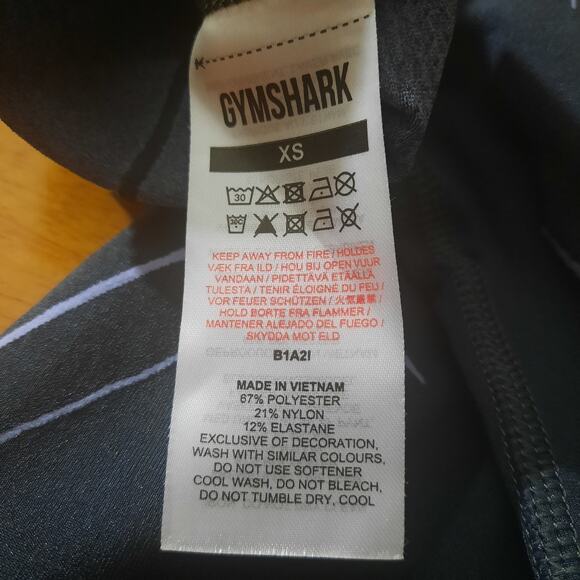 GYMSHARK
XS
30
30C
KEEP AWAY FROM FIRE / HOLDES
VÆK FRA ILD / HOU BIJ OPEN VUUR
VANDAAN / PIDETTÄVÄ ETÄÄLLÄ
TULESTA / TENIR ÉLOIGNÉ DU FEU /
VOR FEUER SCHÜTZEN / 火気厳禁 /
HOLD BORTE FRA FLAMMER /
MANTENER ALEJADO DEL FUEGO /
SKYDDA MOT ELD
B1A2I
MADE IN VIETNAM
67% POLYESTER
21% NYLON
12% ELASTANE
EXCLUSIVE OF DECORATION,
WASH WITH SIMILAR COLOURS,
DO NOT USE SOFTENER
COOL WASH, DO NOT BLEACH,
DO NOT TUMBLE DRY, COOL